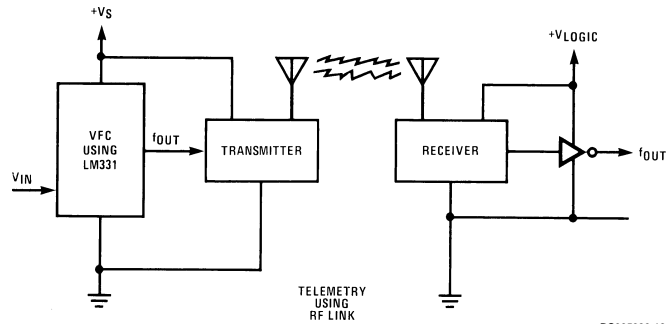 +VS
+VLOGIC
VFC
USING
LM331
fOUT
TRANSMITTER
RECEIVER
fOUT
VIN
TELEMETRY
USING
RF LINK